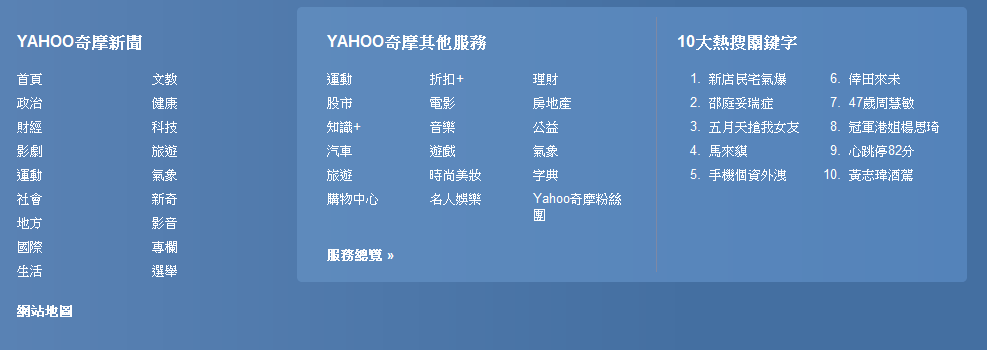 YAHOO奇摩新聞
首頁
政治
財經
影劇
運動
社會
地方
國際
生活
文教
健康
科技
旅遊
氣象
新奇
影音
專欄
選舉
網站地圖
YAHOO奇摩其他服務
運動
股市
知識+
汽車
旅遊
購物中心
折扣+
電影
音樂
遊戲
時尚美妝
名人娛樂
理財
房地產
公益
氣象
字典
Yahoo奇摩粉絲
團
服務總覽 »
10大熱搜關鍵字
1. 新店民宅氣爆
2. 邵庭妥瑞症
3. 五月天搶我女友
4. 馬來貘
5. 手機個資外洩
6. 倖田來未
7. 47歲周慧敏
8. 冠軍港姐楊思琦
9. 心跳停82分
10. 黃志瑋酒駕